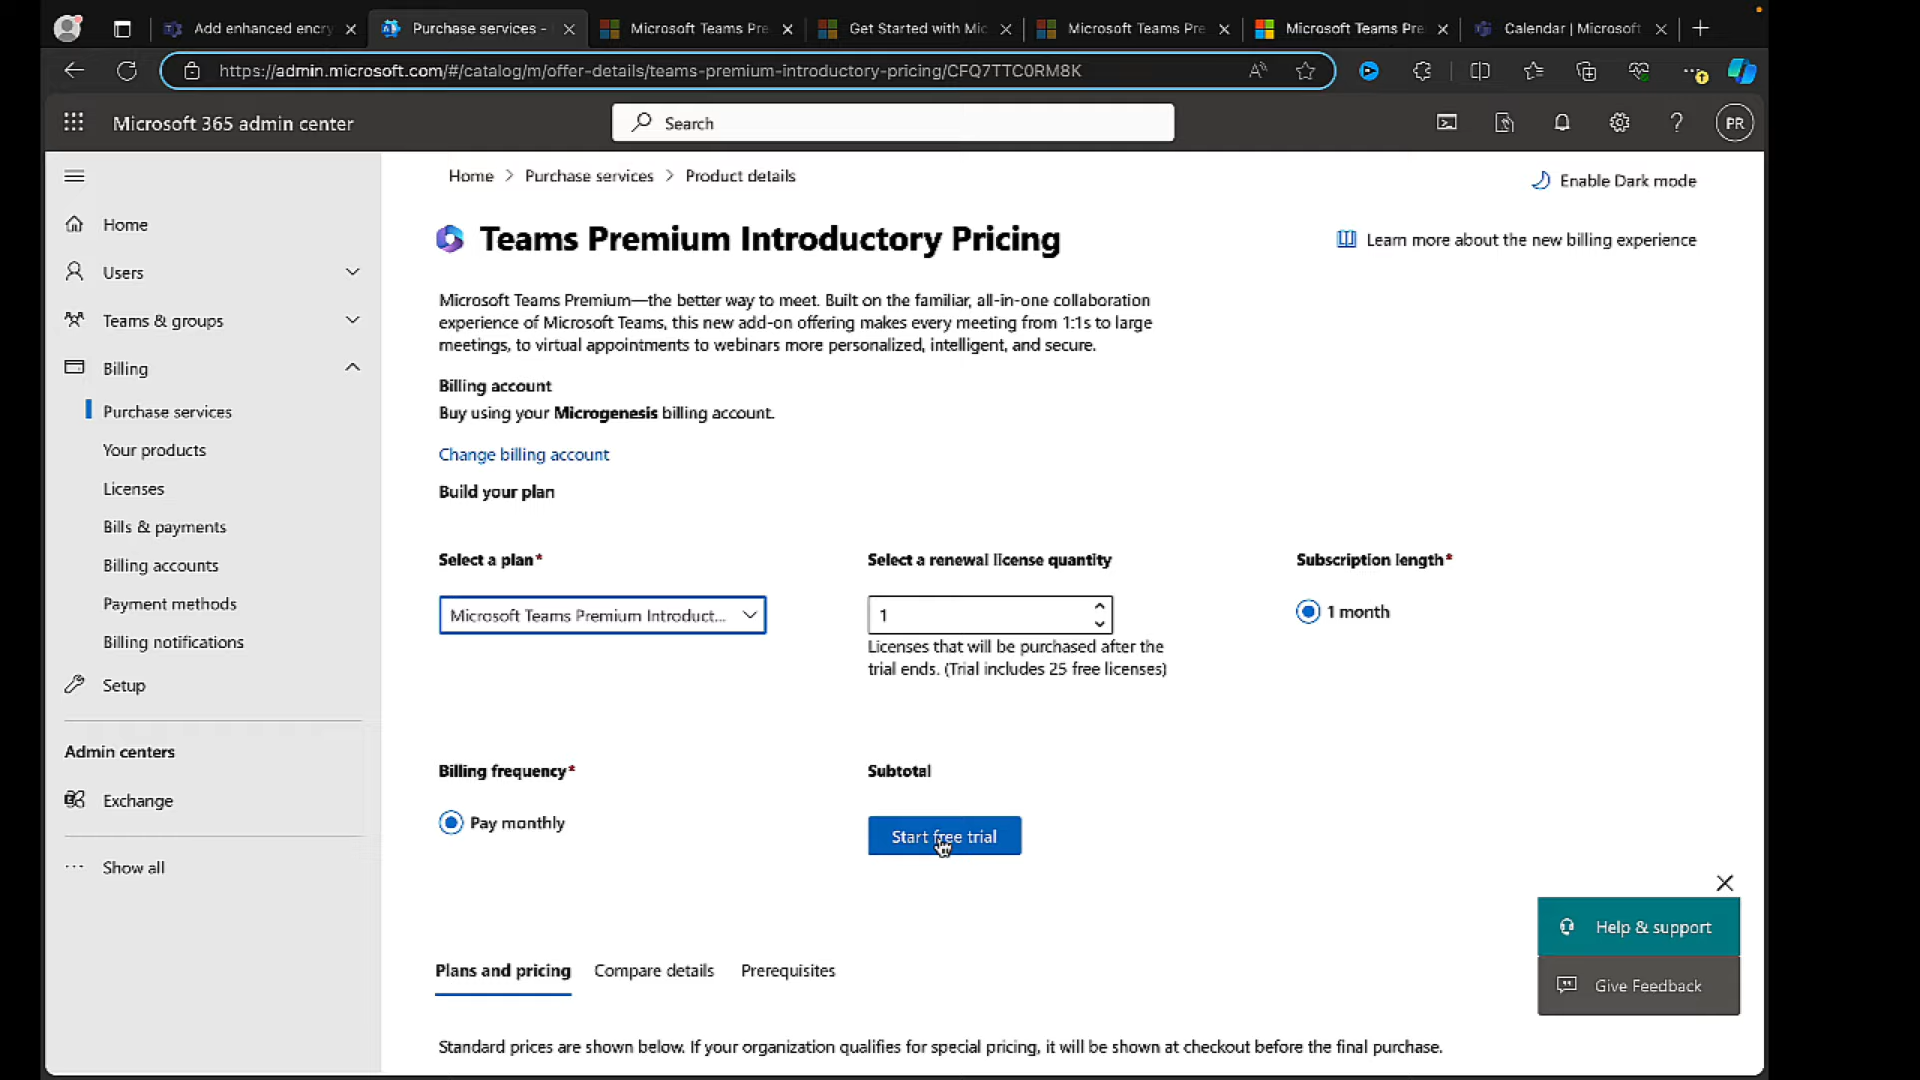 Add enhanced encry
Purchase services -
Microsoft Teams Pre
Get Started with Mic
Microsoft Teams Pre
Microsoft Teams Pre
Calendar | Microsoft
https://admin.microsoft.com/#/catalog/m/offer-details/teams-premium-introductory-pricing/CFQ7TTC0RM8K
Microsoft 365 admin center
Search
PR
Home > Purchase services > Product details
Enable Dark mode
Home
Users
Teams & groups
Billing
Purchase services
Your products
Licenses
Bills & payments
Billing accounts
Payment methods
Billing notifications
Setup
Admin centers
Exchange
Show all
Teams Premium Introductory Pricing
Learn more about the new billing experience
Microsoft Teams Premium—the better way to meet. Built on the familiar, all-in-one collaboration
experience of Microsoft Teams, this new add-on offering makes every meeting from 1:1s to large
meetings, to virtual appointments to webinars more personalized, intelligent, and secure.
Billing account
Buy using your Microgenesis billing account.
Change billing account
Build your plan
Select a plan*
Microsoft Teams Premium Introduct...
Select a renewal license quantity
1
Licenses that will be purchased after the
trial ends. (Trial includes 25 free licenses)
Subscription length*
1 month
Billing frequency*
Pay monthly
Subtotal
Start free trial
Help & support
Give Feedback
Plans and pricing
Compare details
Prerequisites
Standard prices are shown below. If your organization qualifies for special pricing, it will be shown at checkout before the final purchase.